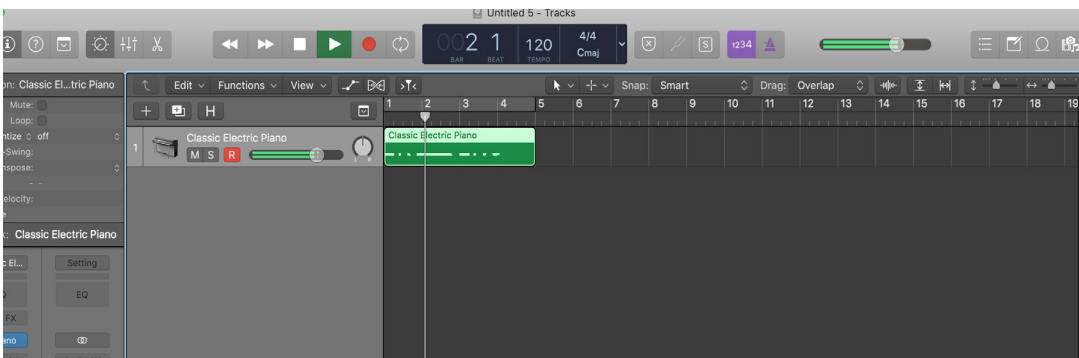 Untitled 5 - Tracks
002 1 120 4/4 Cmaj
BAR BEAT TEMPO
S 1234
on: Classic El...tric Piano
Edit Functions View Snap: Smart Drag: Overlap
Mute:
Loop:
ntize off
-Swing:
nspose:
- -
elocity:
+ H
1 2 3 4 5 6 7 8 9 10 11 12 13 14 15 16 17 18 19
1 Classic Electric Piano
M S R
L R
Classic Electric Piano
k: Classic Electric Piano
c El... Setting
EQ
FX
ano